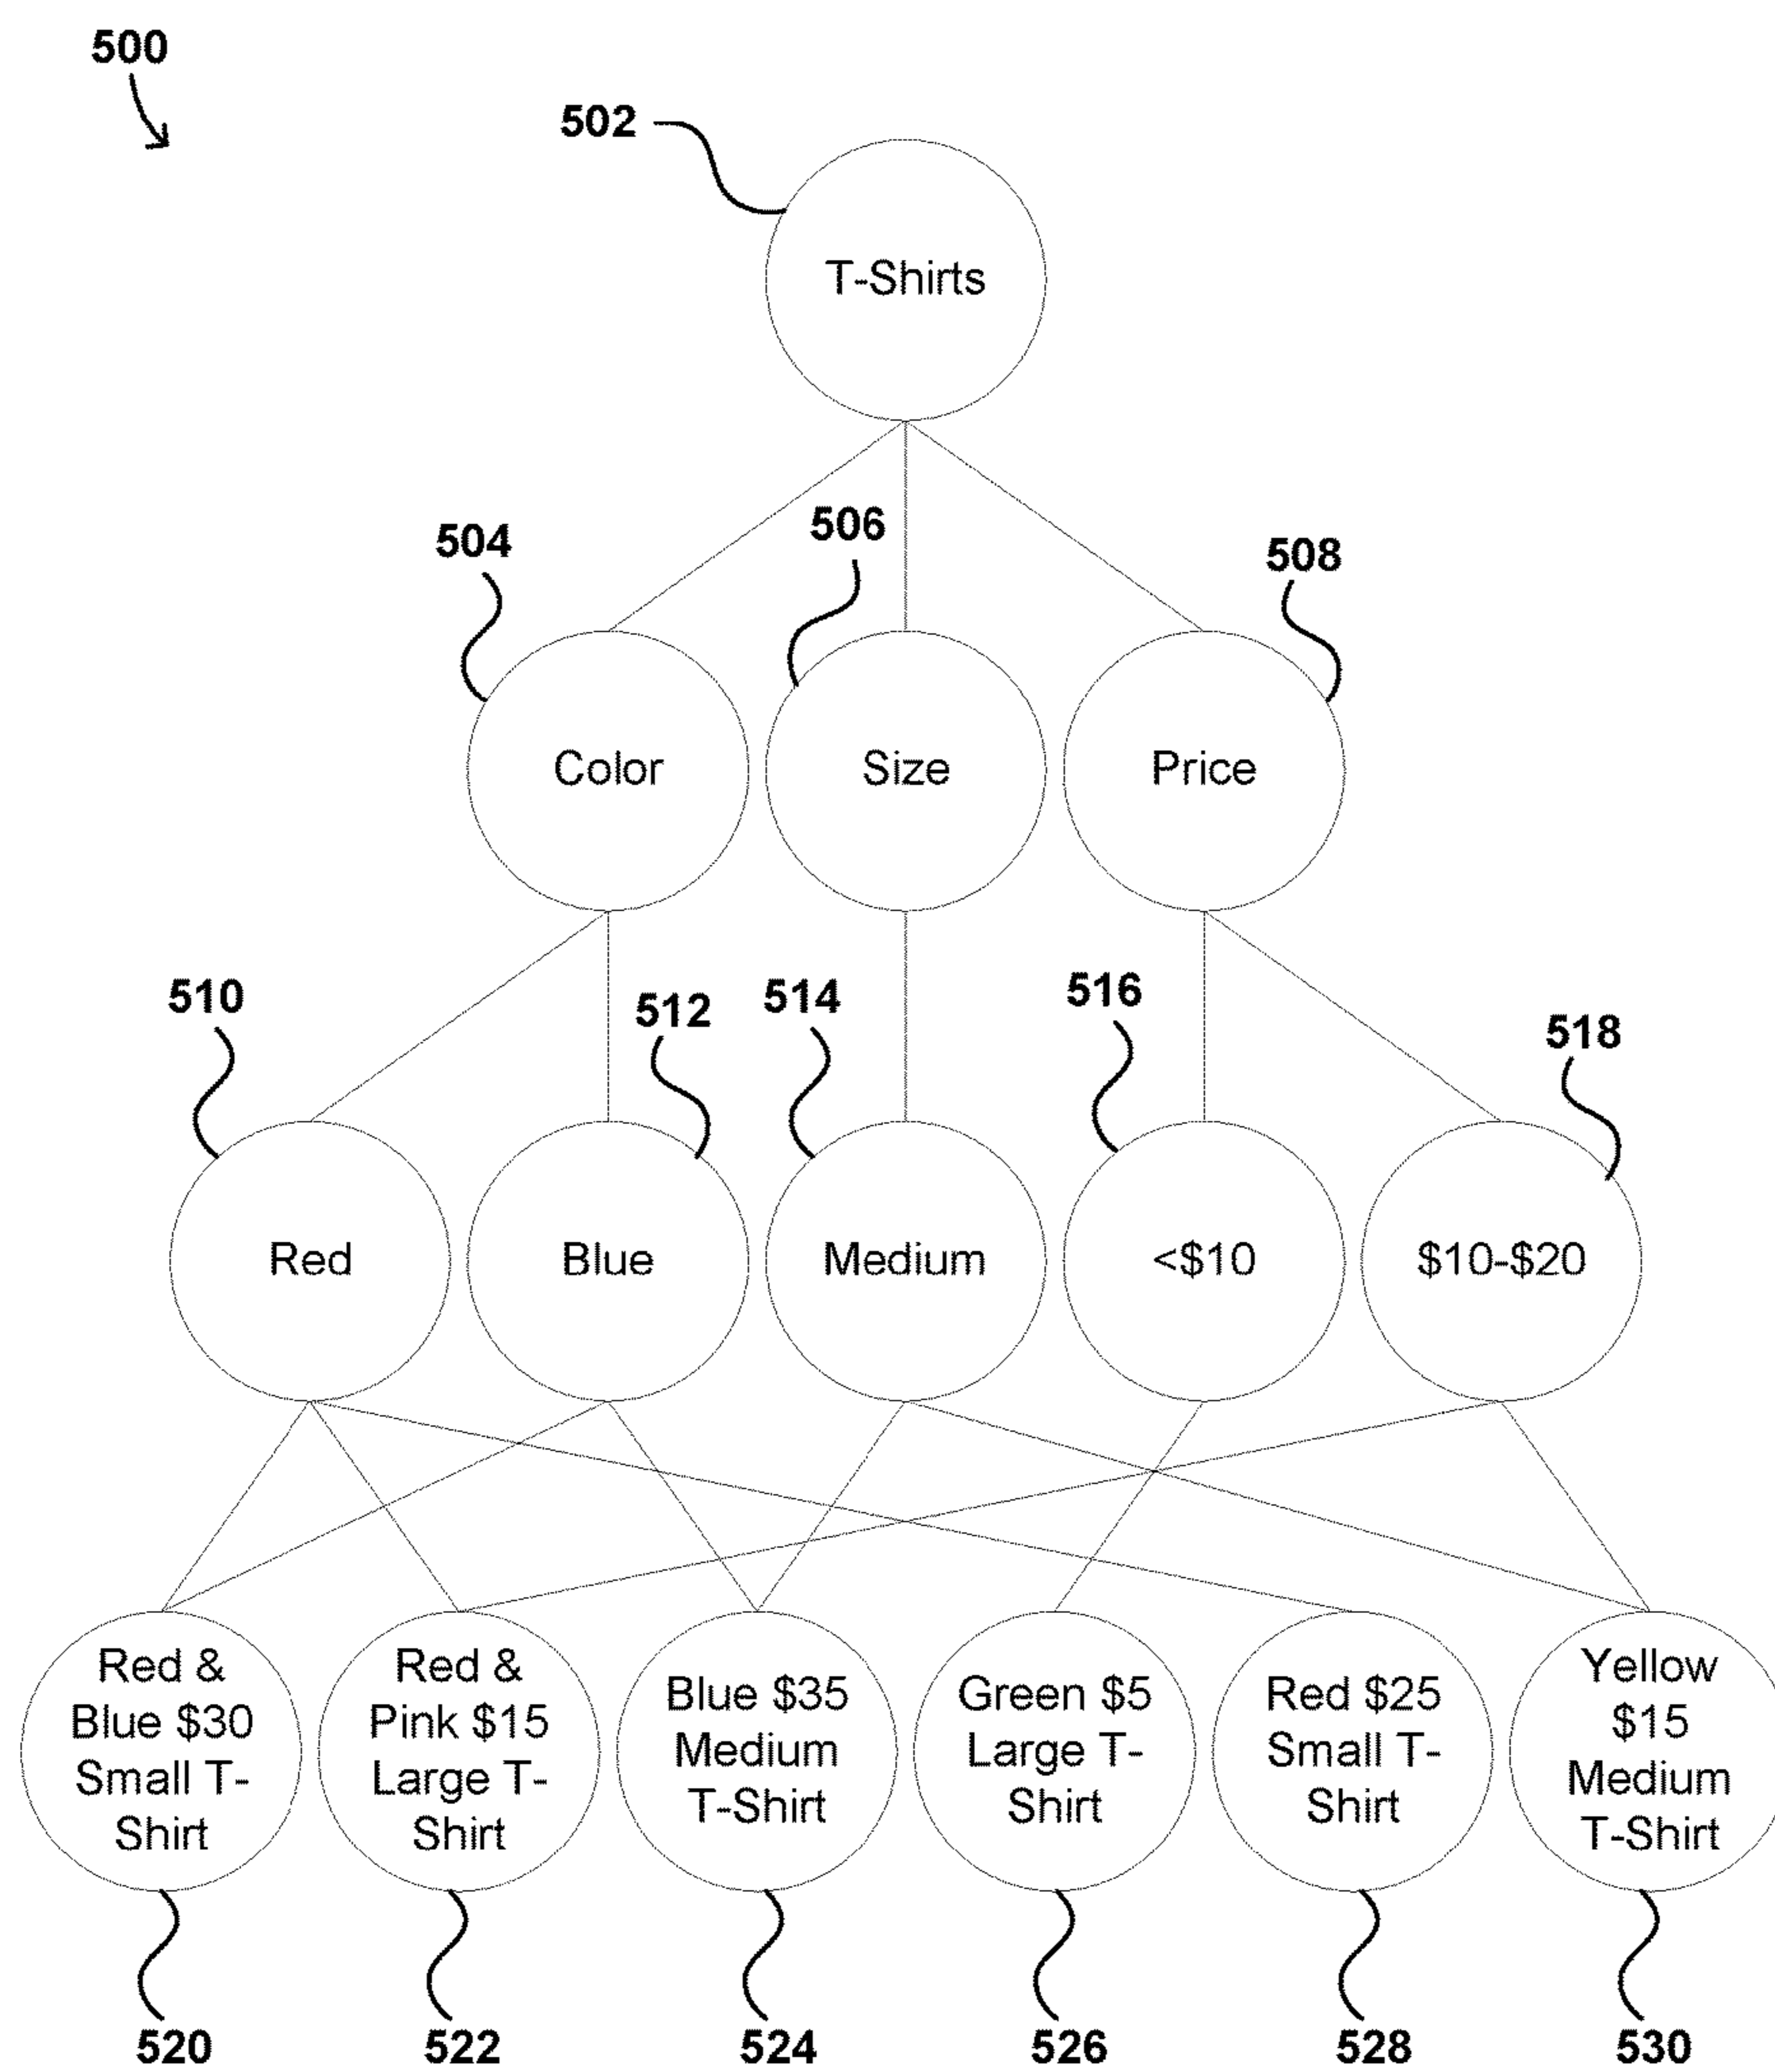 500
502
T-Shirts
504
506
508
Color
Size
Price
510
512
514
516
518
Red
Blue
Medium
<$10
$10-$20
Red &
Blue $30
Small T-
Shirt
Red &
Pink $15
Large T-
Shirt
Blue $35
Medium
T-Shirt
Green $5
Large T-
Shirt
Red $25
Small T-
Shirt
Yellow
$15
Medium
T-Shirt
520
522
524
526
528
530